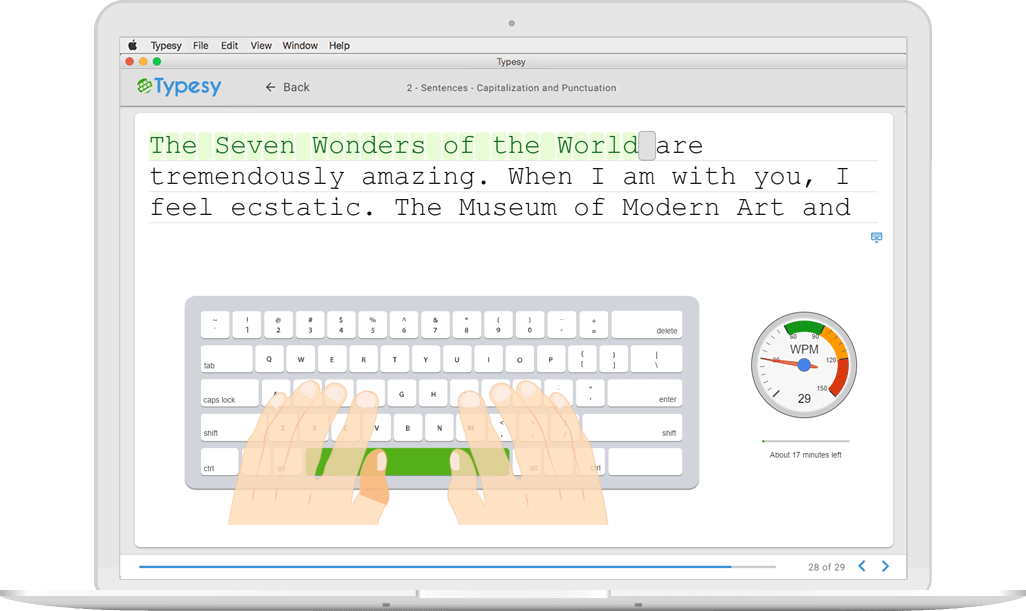 Typesy File Edit View Window Help
Typesy
Typesy ← Back 2 - Sentences - Capitalization and Punctuation
The Seven Wonders of the World are
tremendously amazing. When I am with you, I
feel ecstatic. The Museum of Modern Art and
~ ! @ # $ % ^ & * ( ) - +
` 1 2 3 4 5 6 7 8 9 0 - = delete
tab Q W E R T Y U I O P { [ } ] | \
caps lock A G H : " ' enter
shift Z X C V B N M < , > ? shift
ctrl alt alt ctrl
WPM
30 60 90 120 150
29
About 17 minutes left
28 of 29